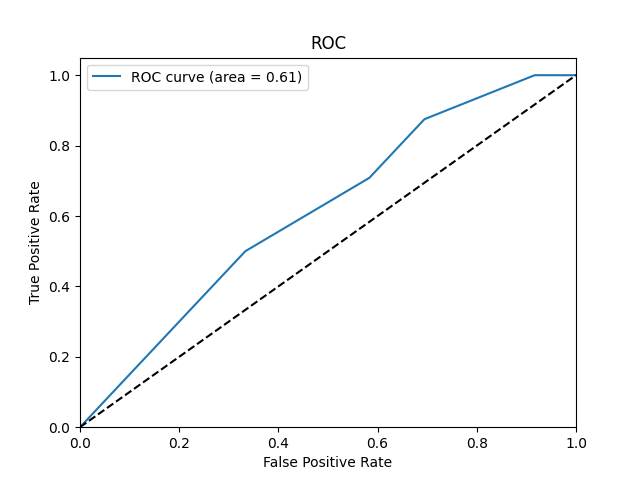 ROC
ROC curve (area = 0.61)
1.0
0.8
0.6
0.4
0.2
0.0
True Positive Rate
0.0 0.2 0.4 0.6 0.8 1.0
False Positive Rate